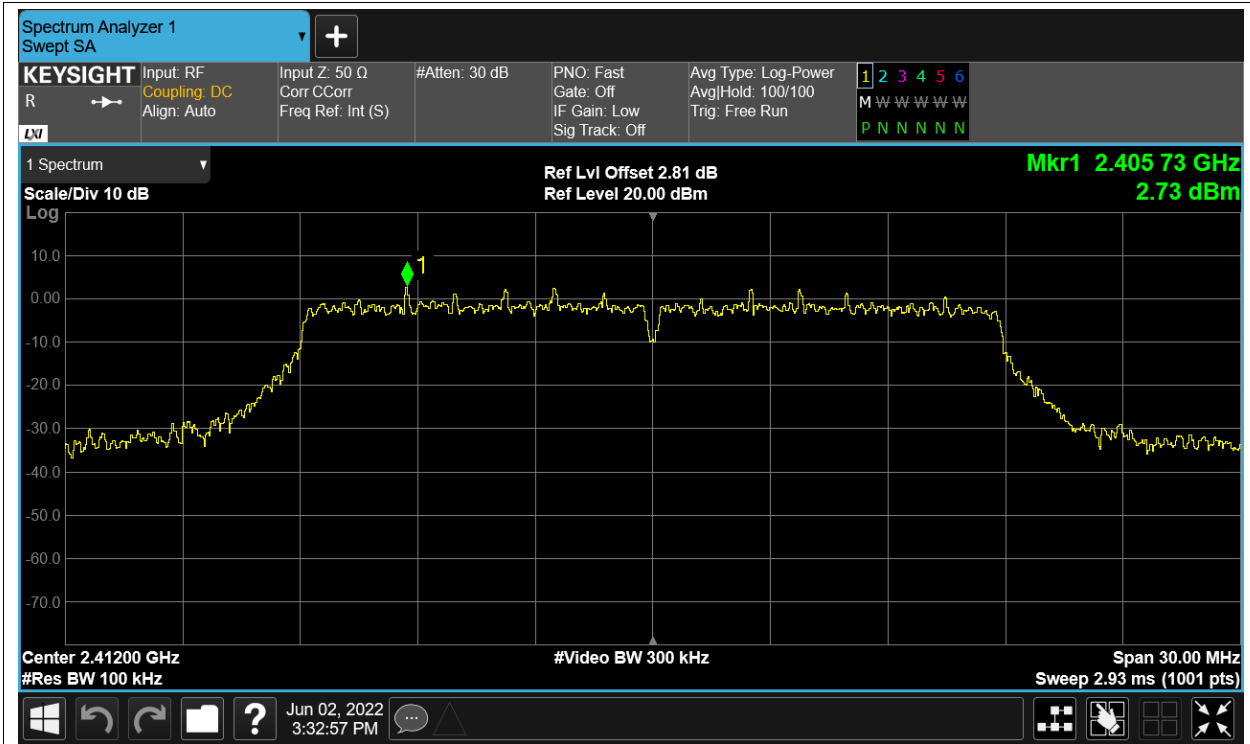 Spectrum Analyzer 1
Swept SA
KEYSIGHT
R
LXI
Input: RF
Coupling: DC
Align: Auto
Input Z: 50 Ω
Corr CCorr
Freq Ref: Int (S)
#Atten: 30 dB
PNO: Fast
Gate: Off
IF Gain: Low
Sig Track: Off
Avg Type: Log-Power
Avg|Hold: 100/100
Trig: Free Run
1 2 3 4 5 6
M W W W W W
P N N N N N
1 Spectrum
Scale/Div 10 dB
Log
Ref Lvl Offset 2.81 dB
Ref Level 20.00 dBm
Mkr1 2.405 73 GHz
2.73 dBm
1
10.0
0.00
-10.0
-20.0
-30.0
-40.0
-50.0
-60.0
-70.0
Center 2.41200 GHz
#Res BW 100 kHz
#Video BW 300 kHz
Span 30.00 MHz
Sweep 2.93 ms (1001 pts)
?
Jun 02, 2022
3:32:57 PM